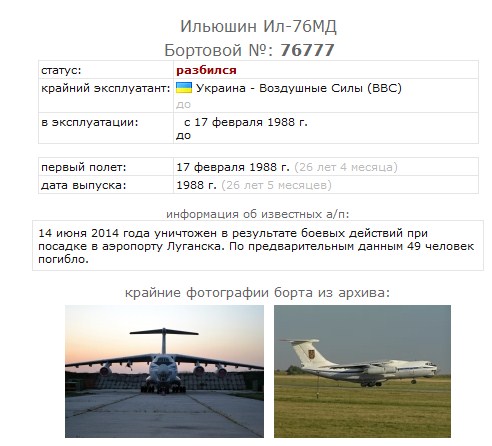 Ильюшин Ил-76МД
Бортовой №: 76777
статус: разбился
крайний эксплуатант: Украина - Воздушные Силы (ВВС)
до
в эксплуатации: с 17 февраля 1988 г.
до
первый полет: 17 февраля 1988 г. (26 лет 4 месяца)
дата выпуска: 1988 г. (26 лет 5 месяцев)
информация об известных а/п:
14 июня 2014 года уничтожен в результате боевых действий при
посадке в аэропорту Луганска. По предварительным данным 49 человек
погибло.
крайние фотографии борта из архива: